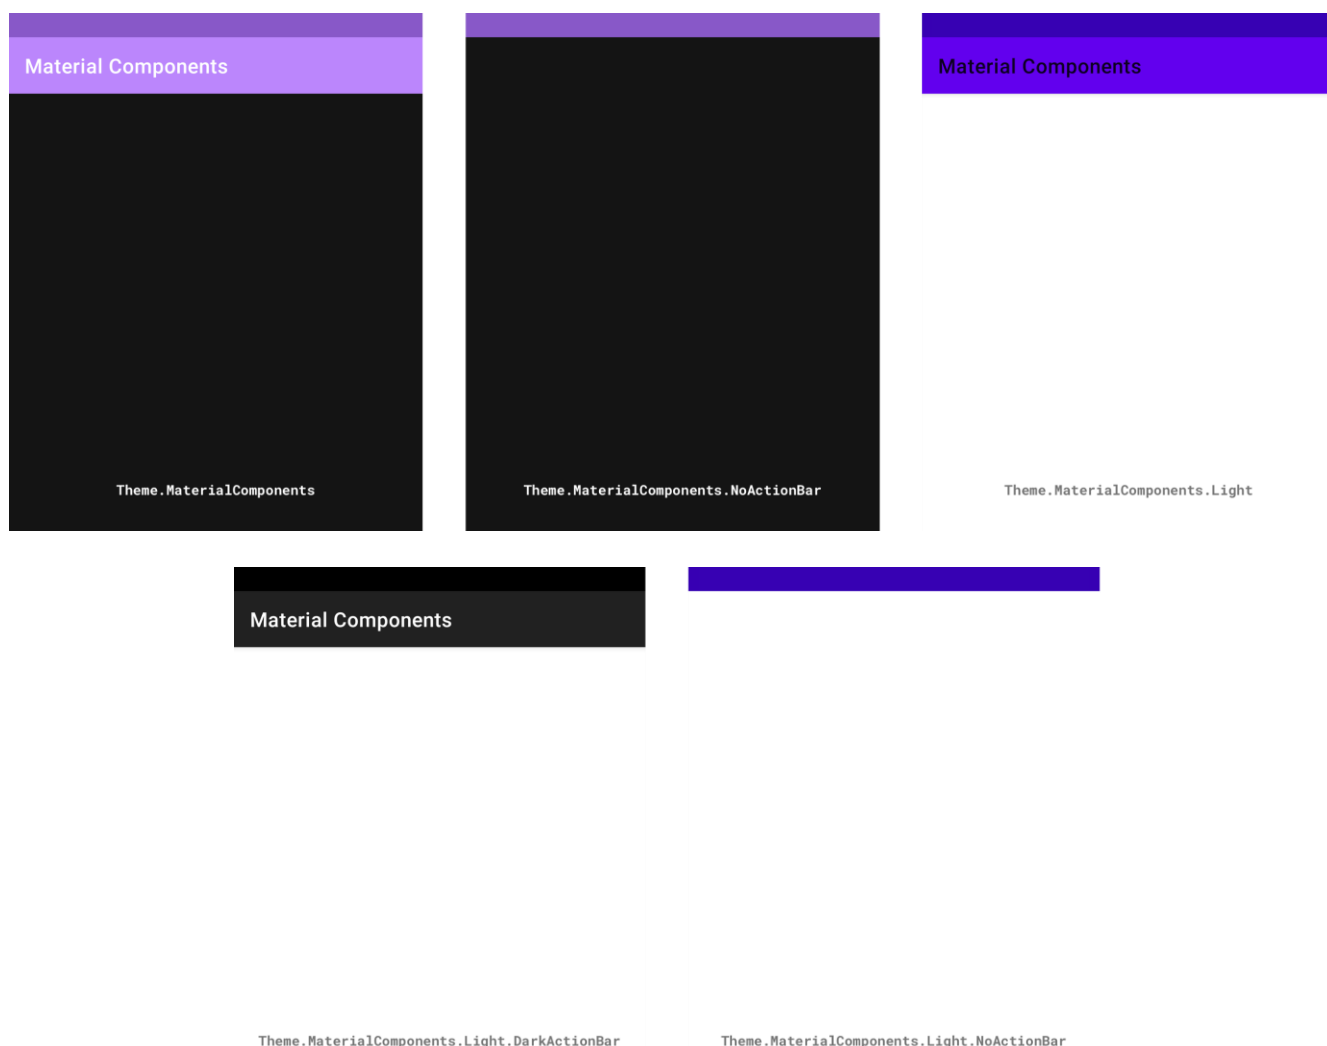 Material Components
Theme.MaterialComponents
Theme.MaterialComponents.NoActionBar
Material Components
Theme.MaterialComponents.Light
Material Components
Theme.MaterialComponents.Light.DarkActionBar
Theme.MaterialComponents.Light.NoActionBar